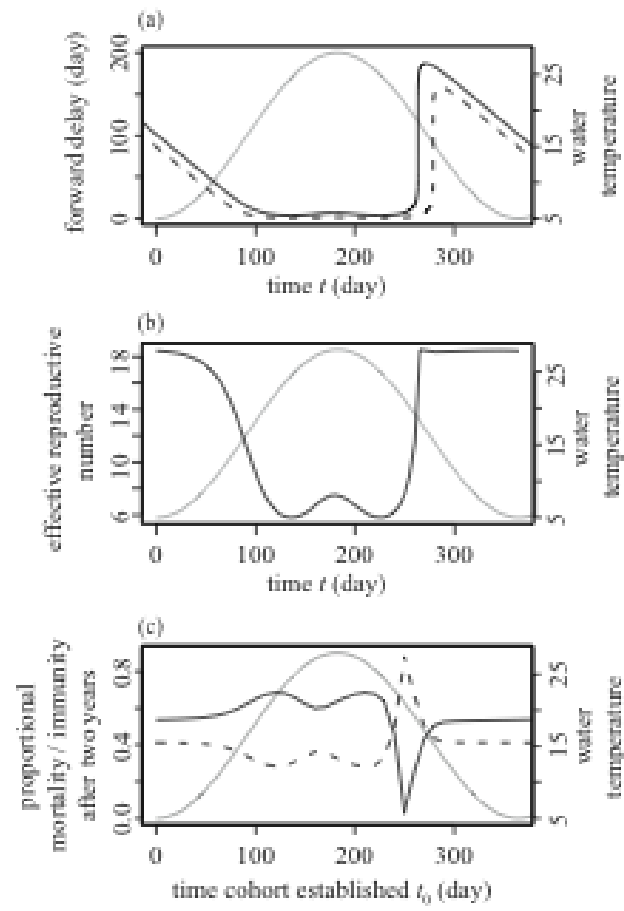 (a)
forward delay (day)
0 100 200
5 15 25
water
temperature
0 100 200 300
time t (day)
(b)
effective reproductive
number
6 10 14 18
5 15 25
water
temperature
0 100 200 300
time t (day)
(c)
proportional
mortality / immunity
after two years
0.0 0.4 0.8
5 15 25
water
temperature
0 100 200 300
time cohort established t₀ (day)